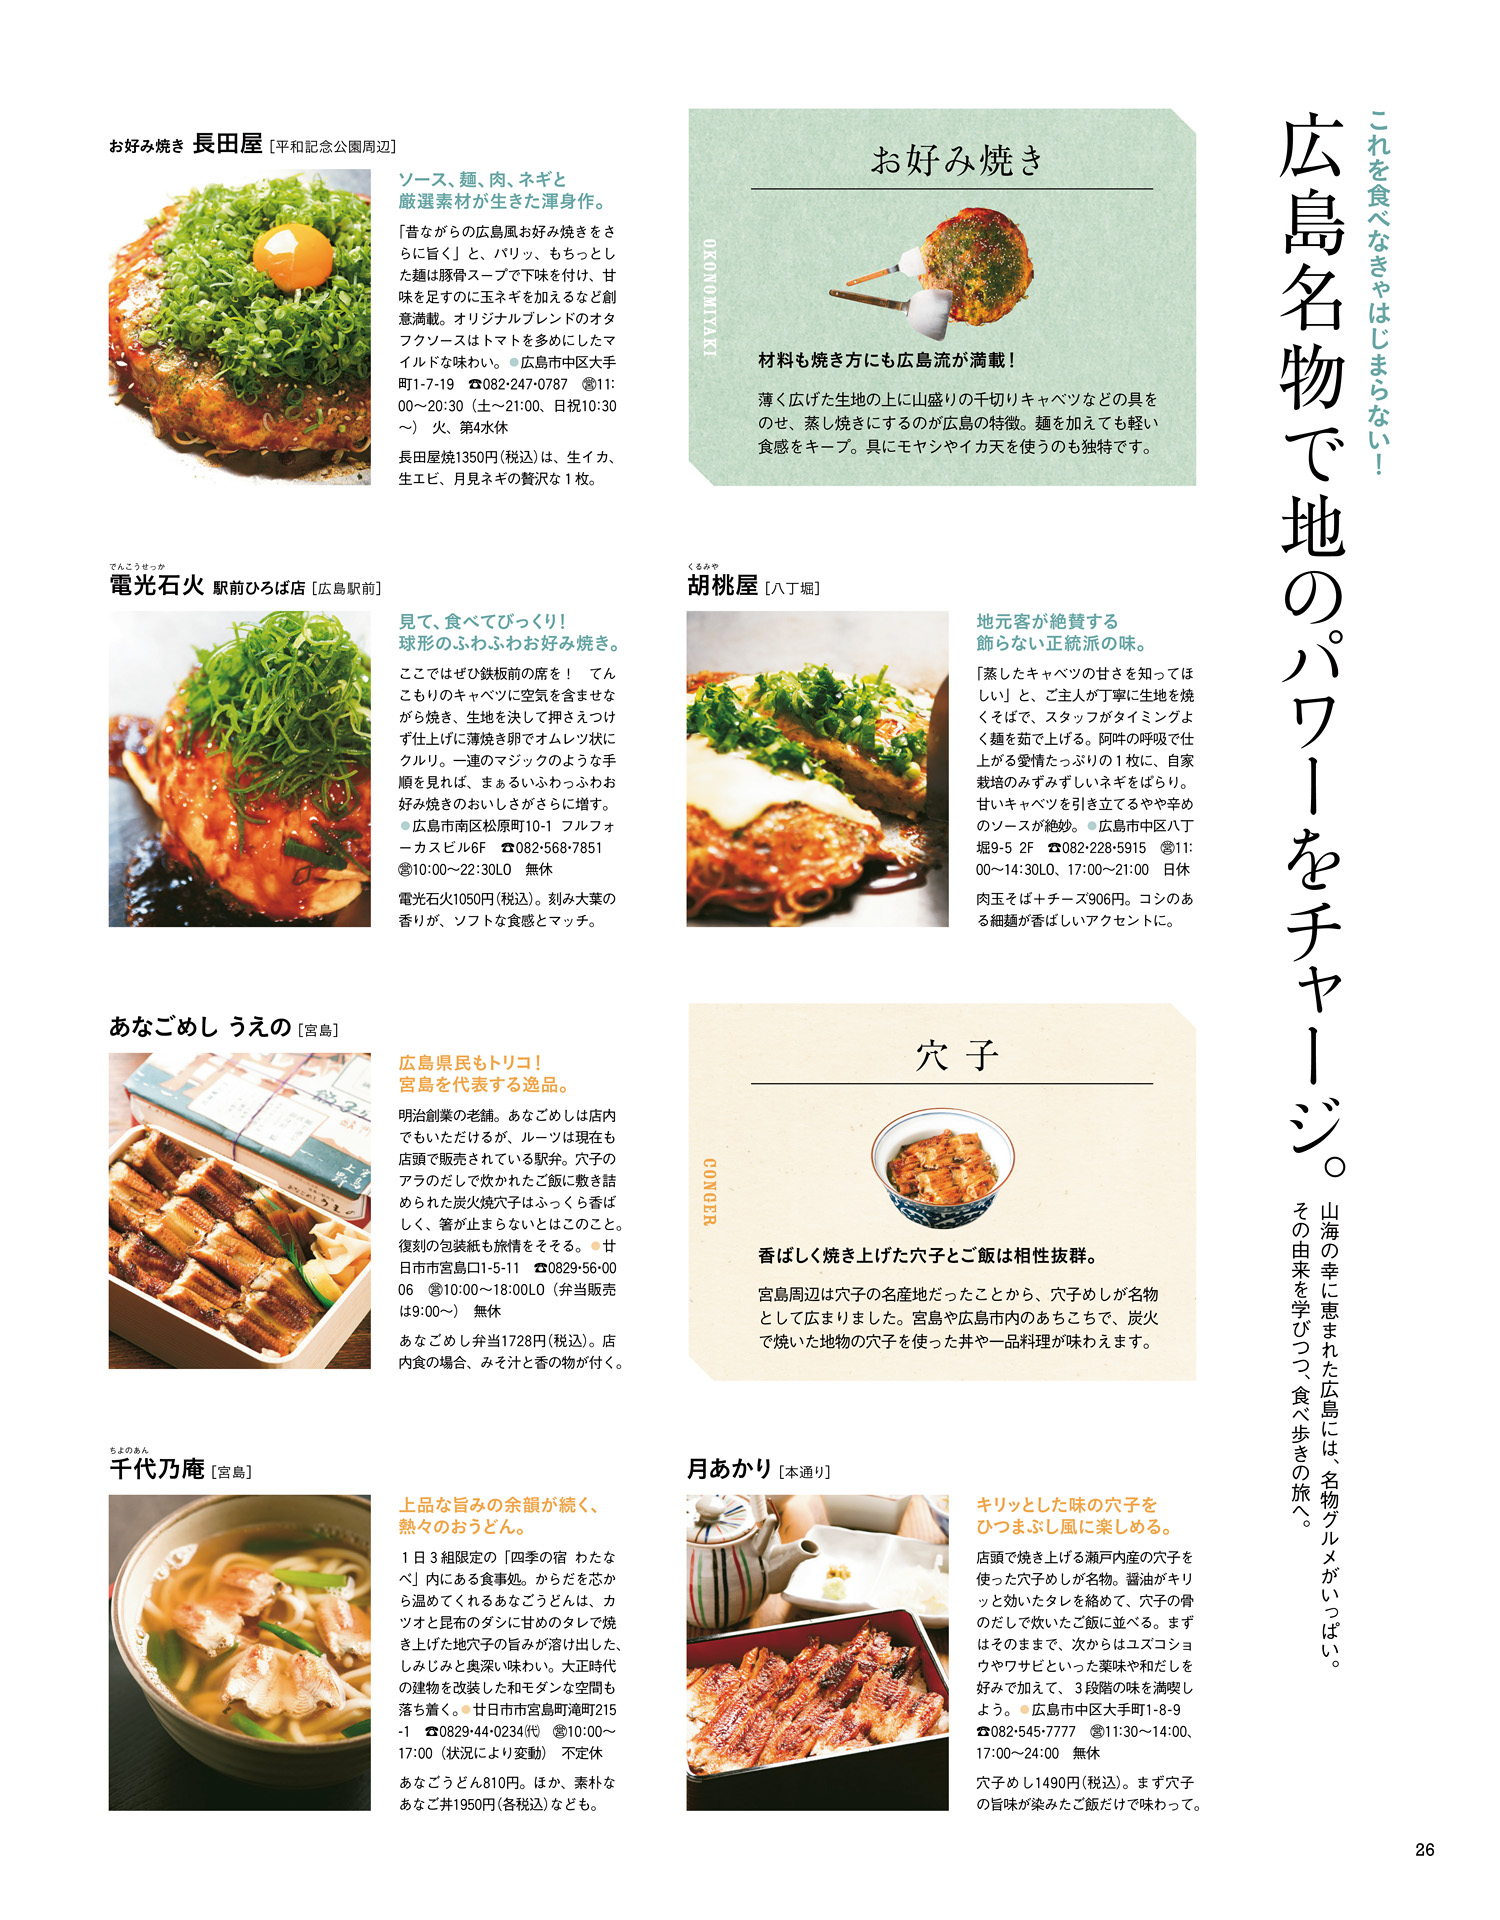 これを食べなきゃはじまらない！
広島名物で地のパワーをチャージ。
山海の幸に恵まれた広島には、名物グルメがいっぱい。
その由来を学びつつ、食べ歩きの旅へ。
お好み焼き
OKONOMIYAKI
材料も焼き方にも広島流が満載！
薄く広げた生地の上に山盛りの千切りキャベツなどの具を
のせ、蒸し焼きにするのが広島の特徴。麺を加えても軽い
食感をキープ。具にモヤシやイカ天を使うのも独特です。
お好み焼き 長田屋 ［平和記念公園周辺］
ソース、麺、肉、ネギと
厳選素材が生きた渾身作。
「昔ながらの広島風お好み焼きをさ
らに旨く」と、パリッ、もちっとし
た麺は豚骨スープで下味を付け、甘
味を足すのに玉ネギを加えるなど創
意満載。オリジナルブレンドのオタ
フクソースはトマトを多めにしたマ
イルドな味わい。●広島市中区大手
町1-7-19　☎082・247・0787　㊡11:
00〜20:30（土〜21:00、日祝10:30
〜）　火、第4水休
長田屋焼1350円（税込）は、生イカ、
生エビ、月見ネギの贅沢な１枚。
くるみや
胡桃屋 ［八丁堀］
地元客が絶賛する
飾らない正統派の味。
「蒸したキャベツの甘さを知ってほ
しい」と、ご主人が丁寧に生地を焼
くそばで、スタッフがタイミングよ
く麺を茹で上げる。阿吽の呼吸で仕
上がる愛情たっぷりの１枚に、自家
栽培のみずみずしいネギをぱらり。
甘いキャベツを引き立てるやや辛め
のソースが絶妙。●広島市中区八丁
堀9-5 2F　☎082・228・5915　㊡11:
00〜14:30LO、17:00〜21:00　日休
肉玉そば＋チーズ906円。コシのあ
る細麺が香ばしいアクセントに。
でんこうせっか
電光石火 駅前ひろば店 ［広島駅前］
見て、食べてびっくり！
球形のふわふわお好み焼き。
ここではぜひ鉄板前の席を！　てん
こもりのキャベツに空気を含ませな
がら焼き、生地を決して押さえつけ
ず仕上げに薄焼き卵でオムレツ状に
クルリ。一連のマジックのような手
順を見れば、まぁるいふわっふわお
好み焼きのおいしさがさらに増す。
●広島市南区松原町10-1 フルフォ
ーカスビル6F　☎082・568・7851
㊡10:00〜22:30LO　無休
電光石火1050円（税込）。刻み大葉の
香りが、ソフトな食感とマッチ。
穴子
CONGER
香ばしく焼き上げた穴子とご飯は相性抜群。
宮島周辺は穴子の名産地だったことから、穴子めしが名物
として広まりました。宮島や広島市内のあちこちで、炭火
で焼いた地物の穴子を使った丼や一品料理が味わえます。
あなごめし うえの ［宮島］
広島県民もトリコ！
宮島を代表する逸品。
明治創業の老舗。あなごめしは店内
でもいただけるが、ルーツは現在も
店頭で販売されている駅弁。穴子の
アラのだしで炊かれたご飯に敷き詰
められた炭火焼穴子はふっくら香ば
しく、箸が止まらないとはこのこと。
復刻の包装紙も旅情をそそる。●廿
日市市宮島口1-5-11　☎0829・56・00
06　㊡10:00〜18:00LO（弁当販売
は9:00〜）　無休
あなごめし弁当1728円（税込）。店
内食の場合、みそ汁と香の物が付く。
月あかり ［本通り］
キリッとした味の穴子を
ひつまぶし風に楽しめる。
店頭で焼き上げる瀬戸内産の穴子を
使った穴子めしが名物。醤油がキリ
ッと効いたタレを絡めて、穴子の骨
のだしで炊いたご飯に並べる。まず
はそのままで、次からはユズコショ
ウやワサビといった薬味や和だしを
好みで加えて、３段階の味を満喫し
よう。●広島市中区大手町1-8-9
☎082・545・7777　㊡11:30〜14:00、
17:00〜24:00　無休
穴子めし1490円（税込）。まず穴子
の旨味が染みたご飯だけで味わって。
ちよのあん
千代乃庵 ［宮島］
上品な旨みの余韻が続く、
熱々のおうどん。
１日３組限定の「四季の宿 わたな
べ」内にある食事処。からだを芯か
ら温めてくれるあなごうどんは、カ
ツオと昆布のダシに甘めのタレで焼
き上げた地穴子の旨みが溶け出した、
しみじみと奥深い味わい。大正時代
の建物を改装した和モダンな空間も
落ち着く。●廿日市市宮島町滝町215
-1　☎0829・44・0234㈹　㊡10:00〜
17:00（状況により変動）　不定休
あなごうどん810円。ほか、素朴な
あなご丼1950円（各税込）なども。
26